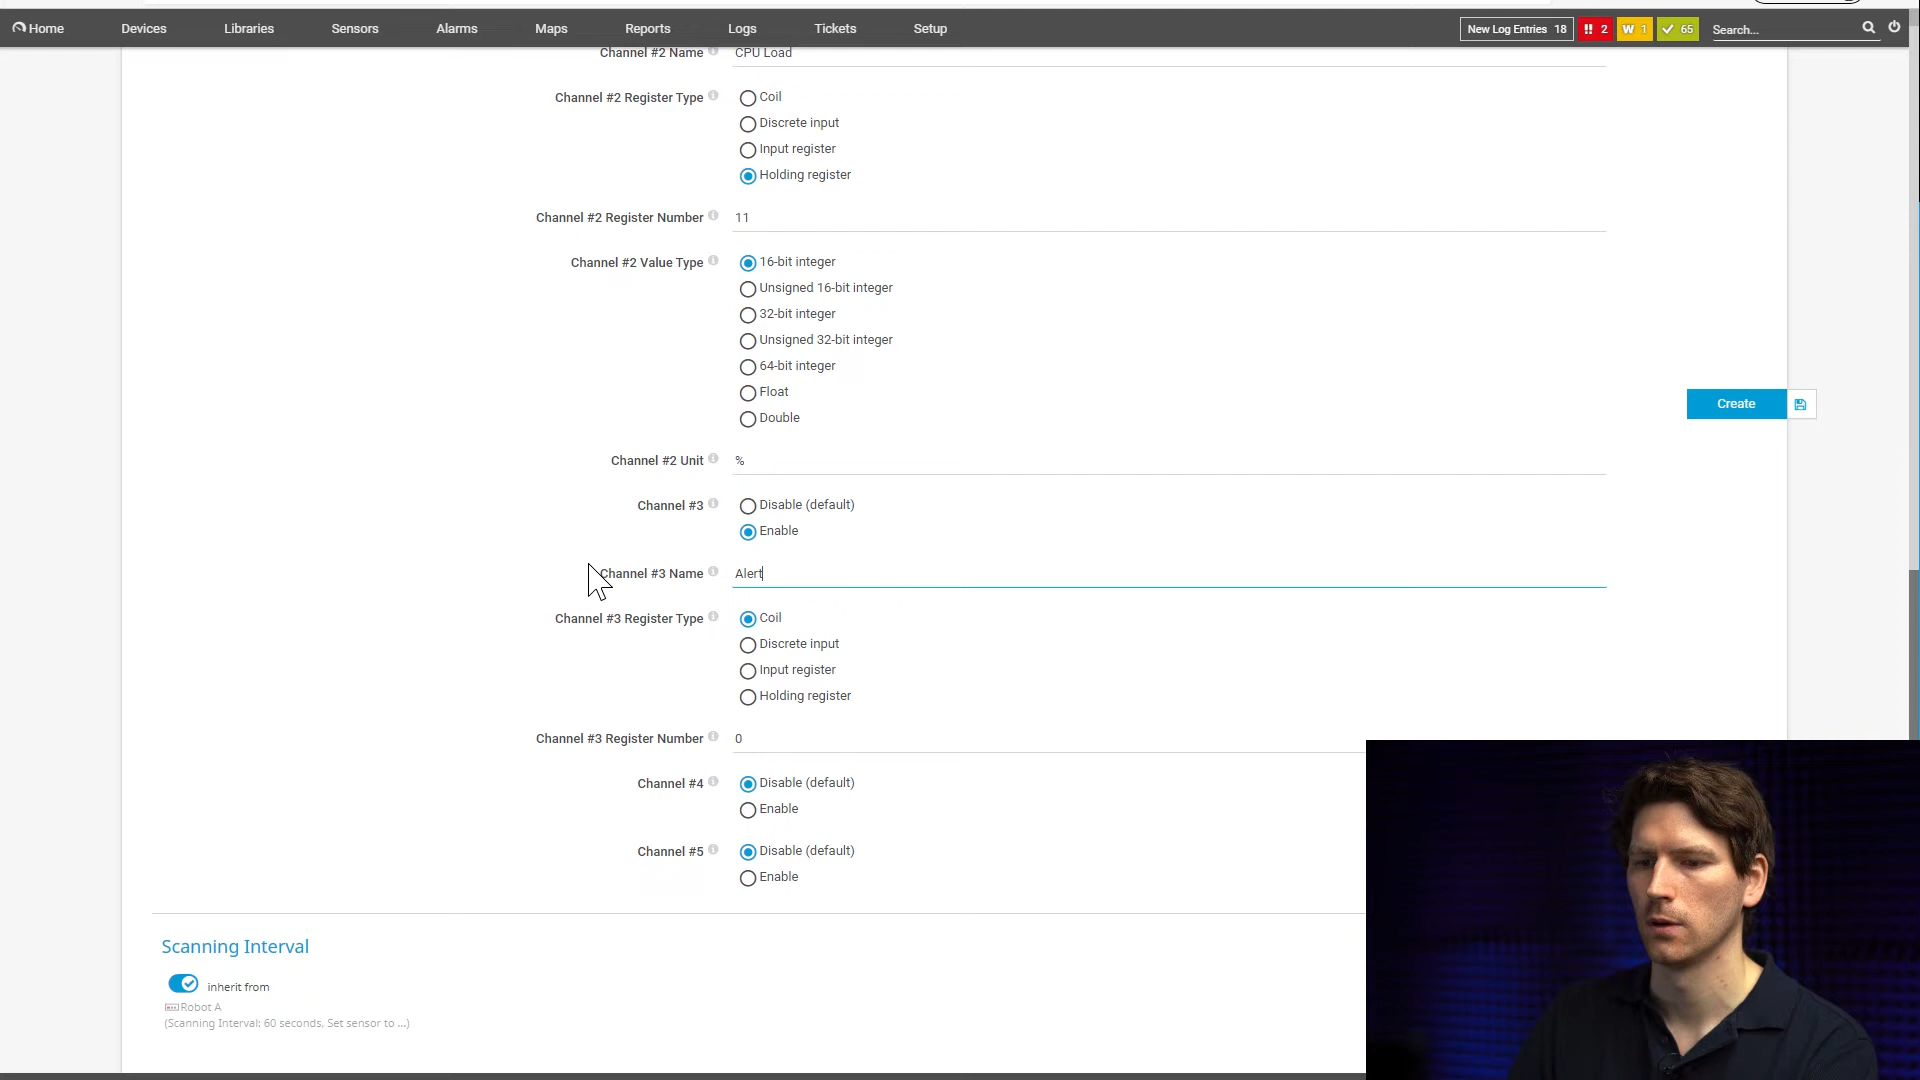 Home Devices Libraries Sensors Alarms Maps Reports Logs Tickets Setup New Log Entries 18 !! 2 W 1 65 Search...
Channel #2 Name CPU Load
Channel #2 Register Type Coil
Discrete input
Input register
Holding register
Channel #2 Register Number 11
Channel #2 Value Type 16-bit integer
Unsigned 16-bit integer
32-bit integer
Unsigned 32-bit integer
64-bit integer
Float
Double
Create
Channel #2 Unit %
Channel #3 Disable (default)
Enable
Channel #3 Name Alert
Channel #3 Register Type Coil
Discrete input
Input register
Holding register
Channel #3 Register Number 0
Channel #4 Disable (default)
Enable
Channel #5 Disable (default)
Enable
Scanning Interval
inherit from
Robot A
(Scanning Interval: 60 seconds, Set sensor to ...)